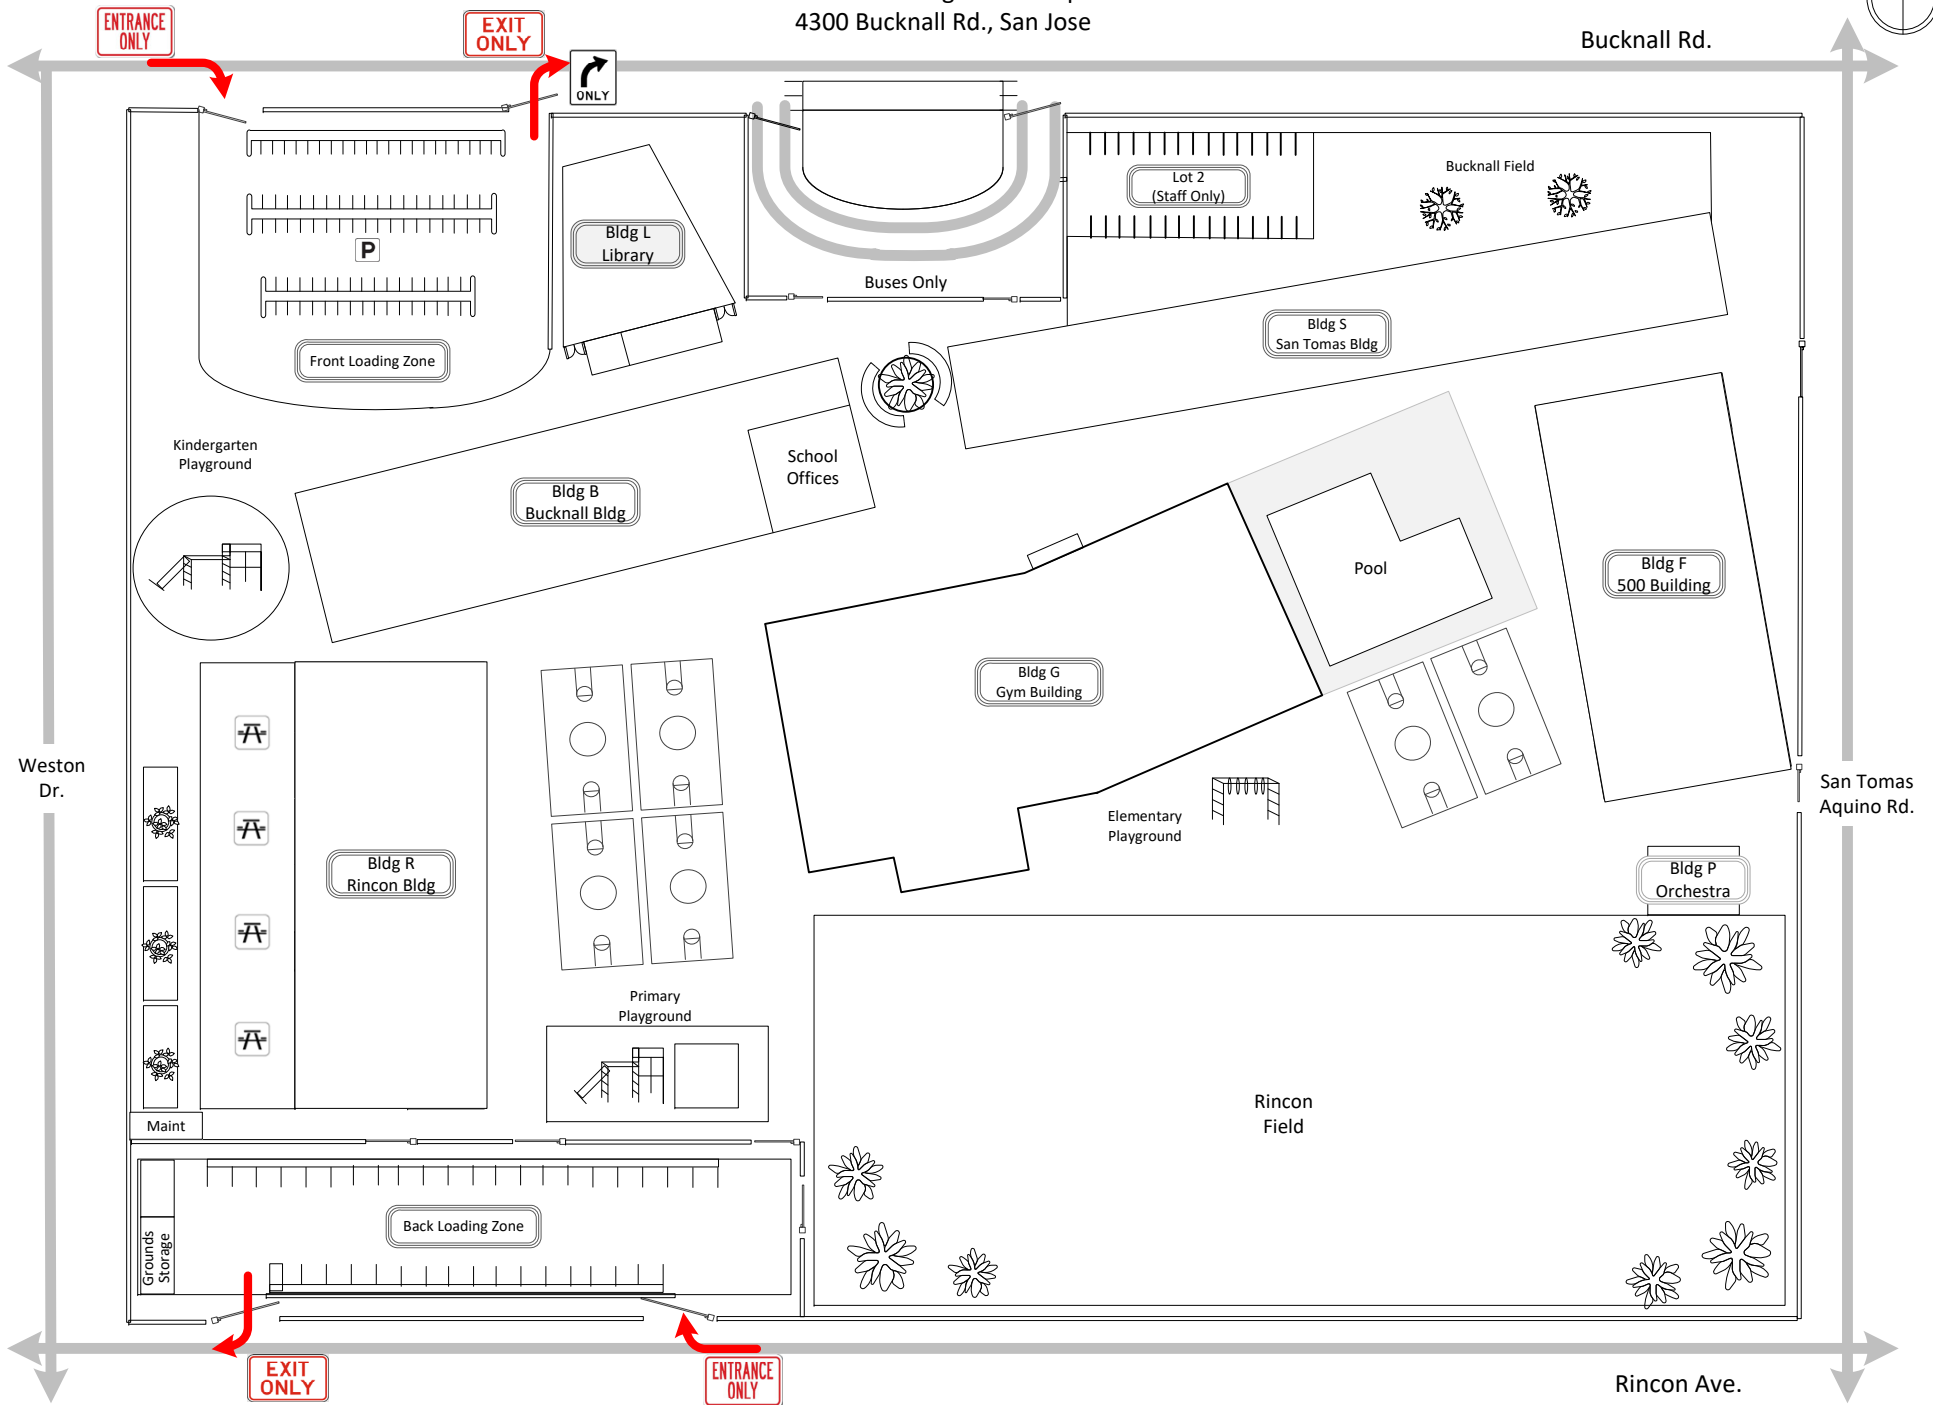 4300 Bucknall Rd., San Jose
ENTRANCE
ONLY
EXIT
ONLY
ONLY
Bucknall Rd.
Lot 2
(Staff Only)
Bucknall Field
P
Bldg L
Library
Buses Only
Bldg S
San Tomas Bldg
Front Loading Zone
Kindergarten
Playground
School
Offices
Bldg B
Bucknall Bldg
Pool
Bldg F
500 Building
Bldg G
Gym Building
Weston
Dr.
San Tomas
Aquino Rd.
Elementary
Playground
Bldg R
Rincon Bldg
Bldg P
Orchestra
Primary
Playground
Rincon
Field
Maint
Back Loading Zone
Grounds
Storage
EXIT
ONLY
ENTRANCE
ONLY
Rincon Ave.